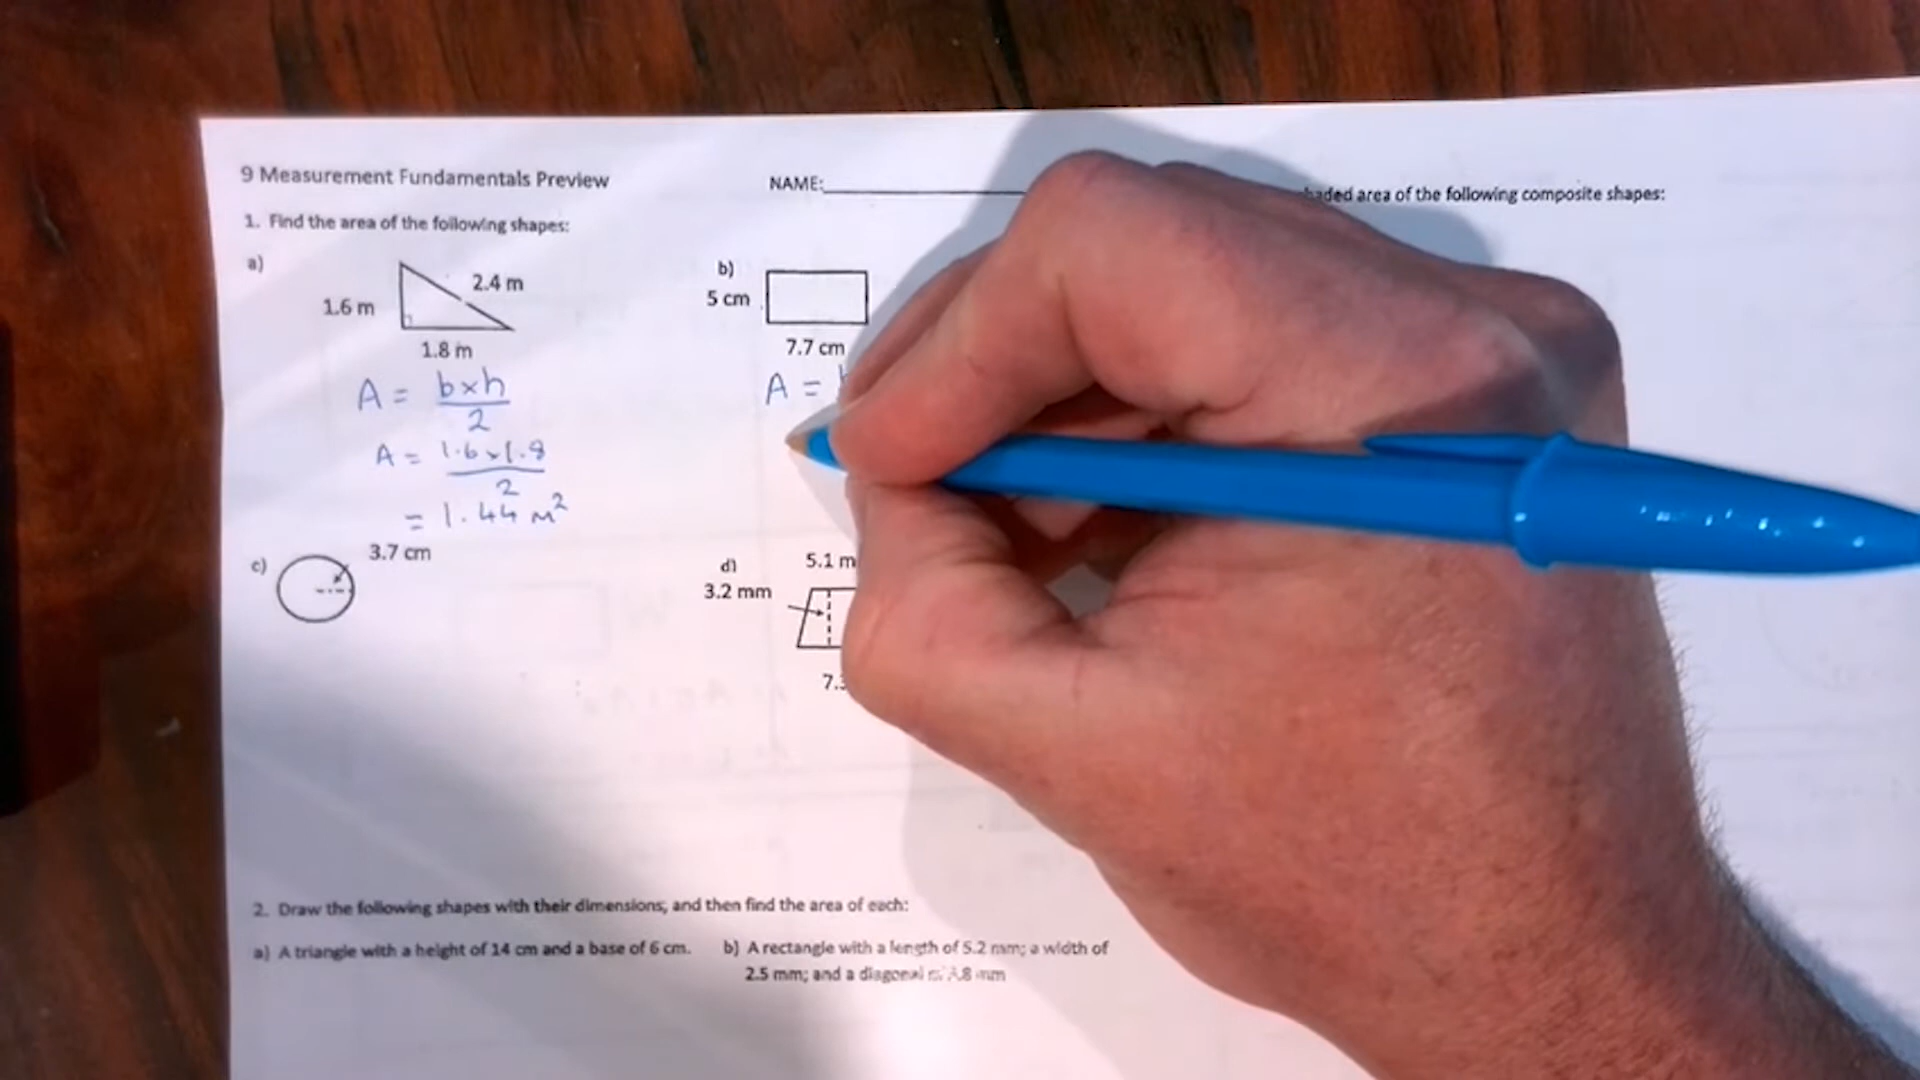 9 Measurement Fundamentals Preview
NAME:
area of the following composite shapes:
1. Find the area of the following shapes:
a)
2.4 m
1.6 m
1.8 m
A = b×h
2
A = 1.6×1.8
2
= 1.44 m²
b)
5 cm
7.7 cm
A =
c)
3.7 cm
d)
5.1 m
3.2 mm
7.
2. Draw the following shapes with their dimensions, and then find the area of each:
a) A triangle with a height of 14 cm and a base of 6 cm.
b) A rectangle with a length of 5.2 mm; a width of
2.5 mm; and a diagonal mm